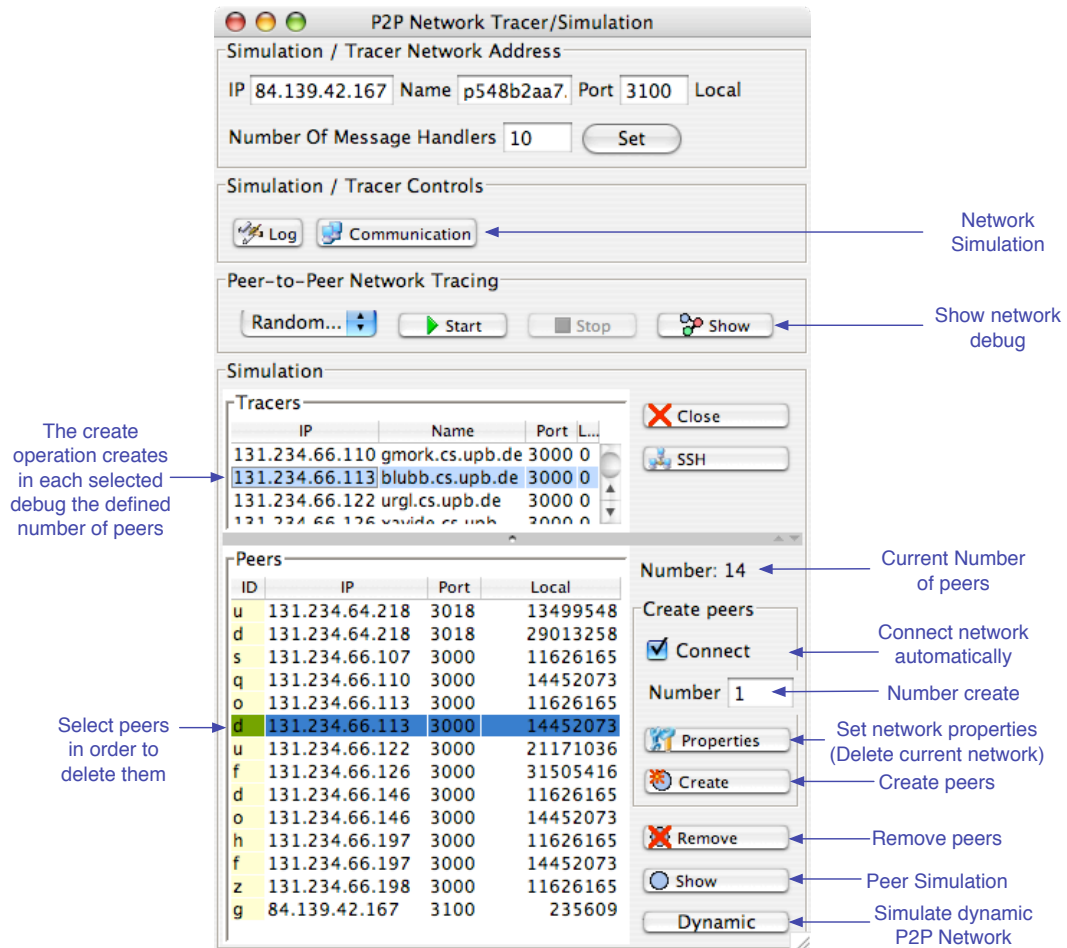 P2P Network Tracer/Simulation
Simulation / Tracer Network Address
IP 84.139.42.167 Name p548b2aa7. Port 3100 Local
Number Of Message Handlers 10 Set
Simulation / Tracer Controls
Log Communication
Network
Simulation
Peer-to-Peer Network Tracing
Random... Start Stop Show
Show network
debug
Simulation
Tracers
IP Name Port L...
131.234.66.110 gmork.cs.upb.de 3000 0
131.234.66.113 blubb.cs.upb.de 3000 0
131.234.66.122 urgl.cs.upb.de 3000 0
131.234.66.126 xayide.cs.upb. 3000 0
Close
SSH
The create
operation creates
in each selected
debug the defined
number of peers
Peers
ID IP Port Local
u 131.234.64.218 3018 13499548
d 131.234.64.218 3018 29013258
s 131.234.66.107 3000 11626165
q 131.234.66.110 3000 14452073
o 131.234.66.113 3000 11626165
d 131.234.66.113 3000 14452073
u 131.234.66.122 3000 21171036
f 131.234.66.126 3000 31505416
d 131.234.66.146 3000 11626165
o 131.234.66.146 3000 14452073
h 131.234.66.197 3000 11626165
f 131.234.66.197 3000 14452073
z 131.234.66.198 3000 11626165
g 84.139.42.167 3100 235609
Select peers
in order to
delete them
Number: 14
Current Number
of peers
Create peers
Connect
Connect network
automatically
Number 1
Number create
Properties
Set network properties
(Delete current network)
Create
Create peers
Remove
Remove peers
Show
Peer Simulation
Dynamic
Simulate dynamic
P2P Network